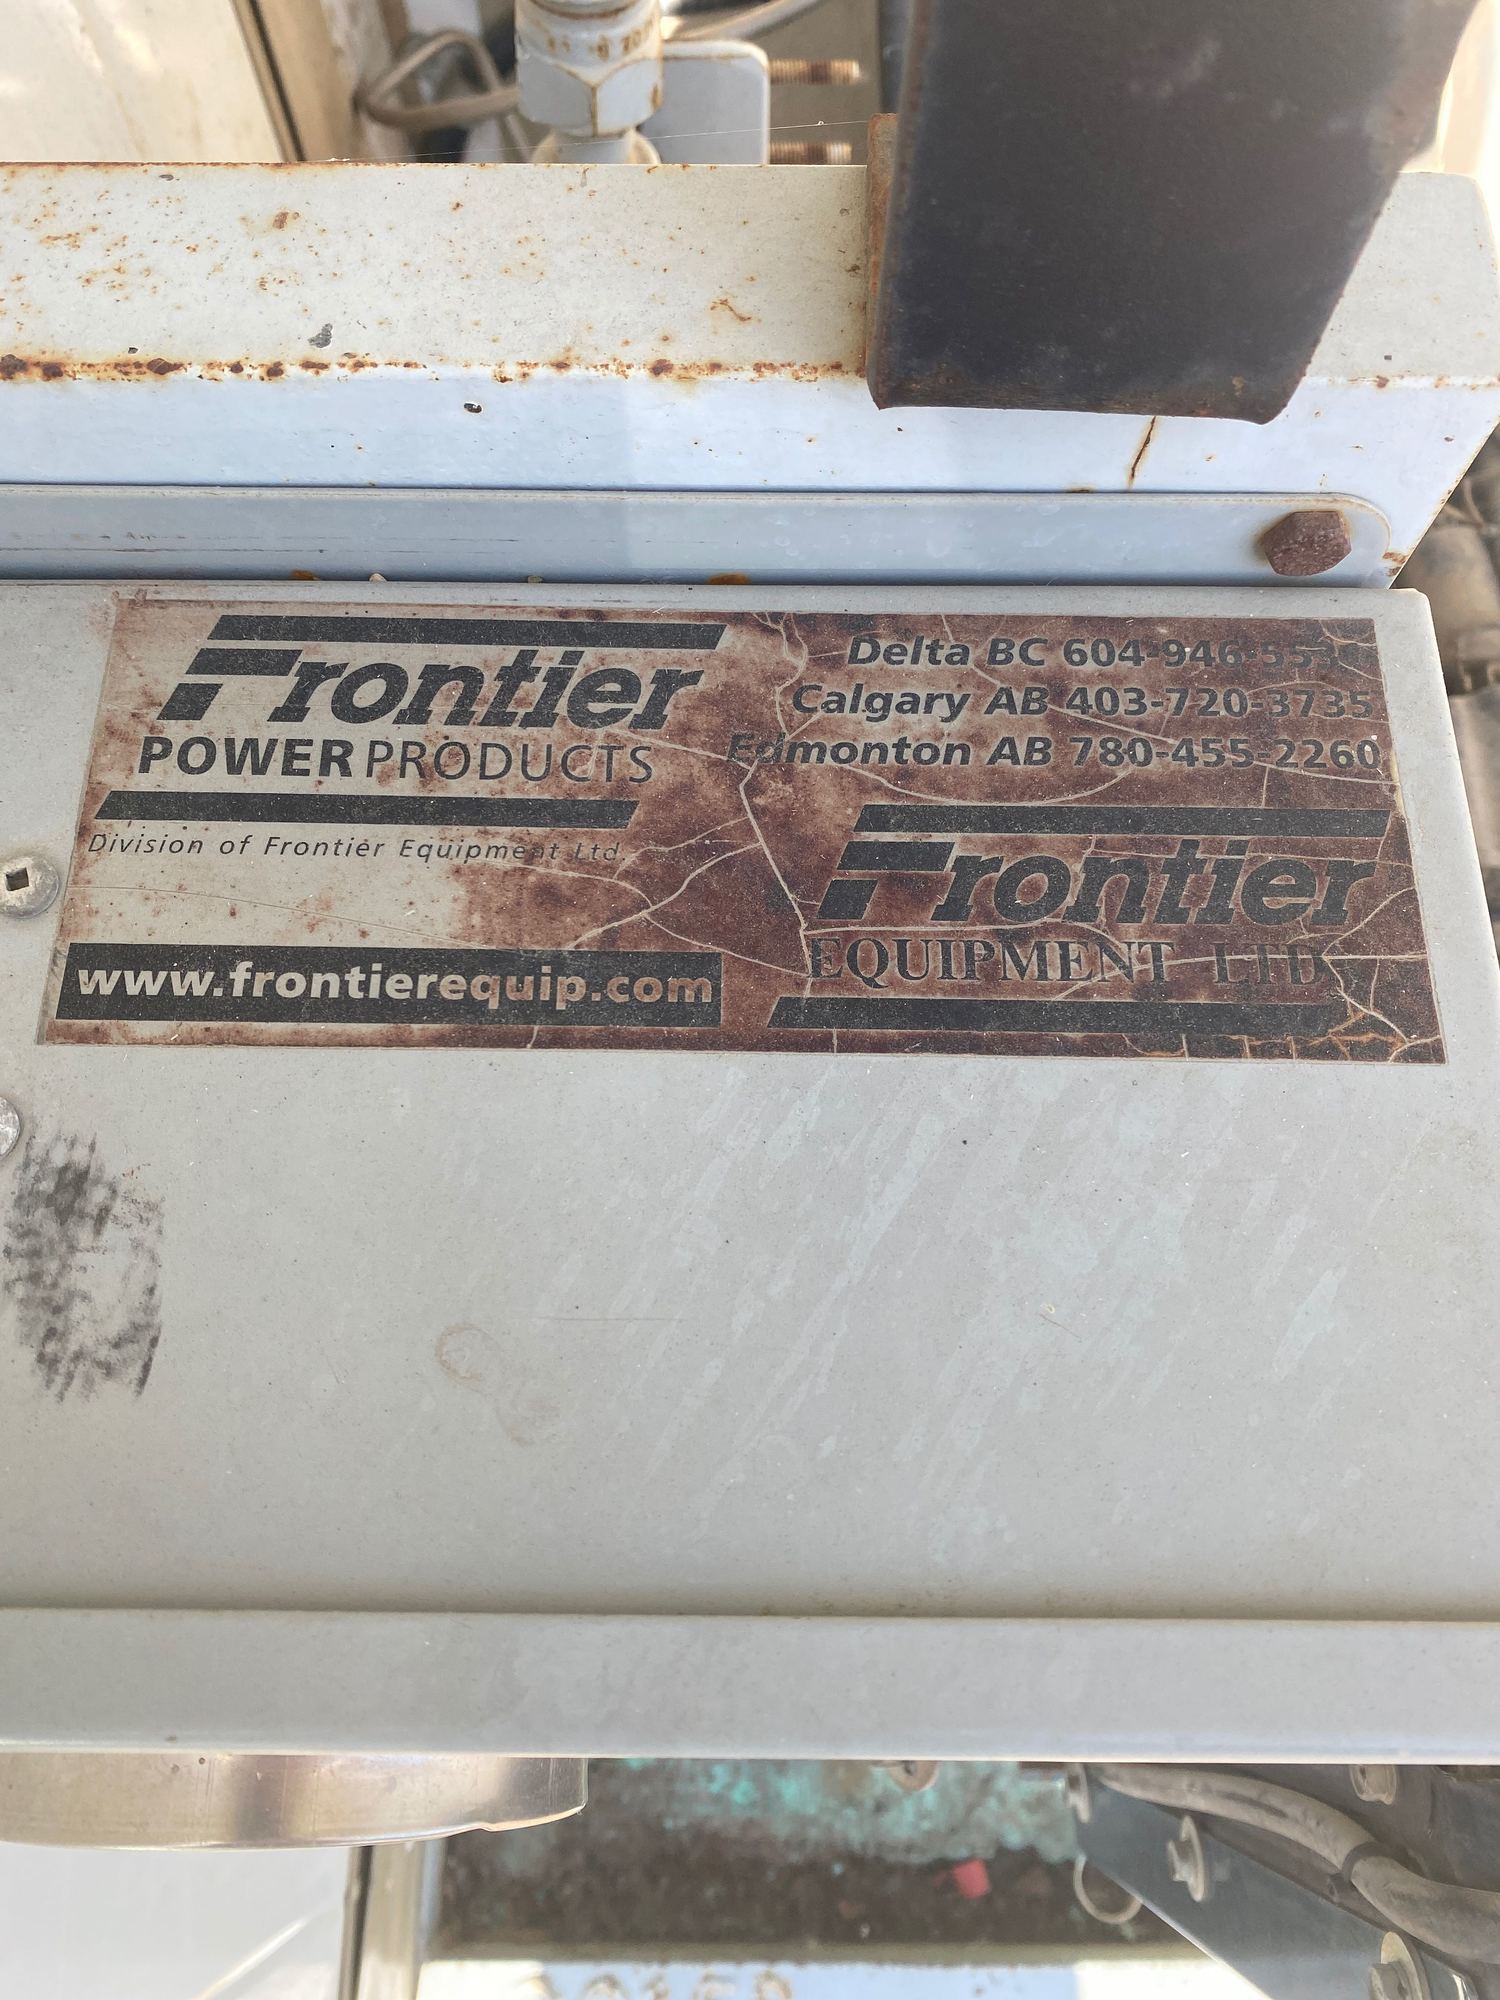 Frontier
POWER PRODUCTS
Division of Frontier Equipment Ltd.
www.frontierequip.com
Delta BC
Calgary AB 403-720-3735
Edmonton AB 780-455-2260
Frontier
EQUIPMENT LTD